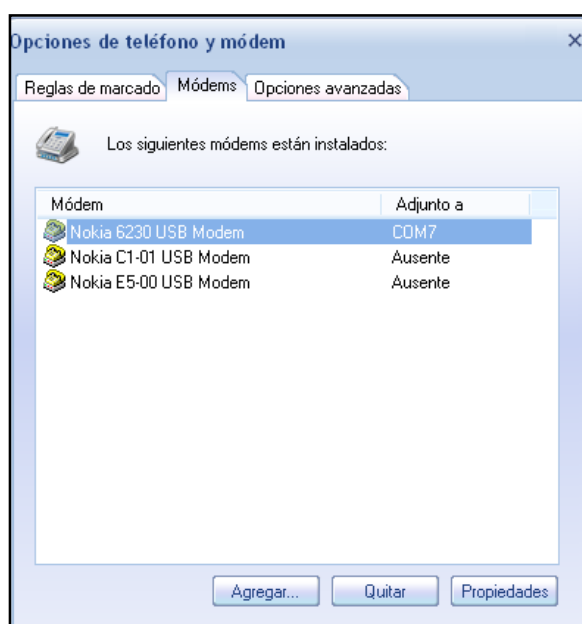 Opciones de teléfono y módem
Reglas de marcado Módems Opciones avanzadas
Los siguientes módems están instalados:
Módem Adjunto a
Nokia 6230 USB Modem COM7
Nokia C1-01 USB Modem Ausente
Nokia E5-00 USB Modem Ausente
Agregar... Quitar Propiedades